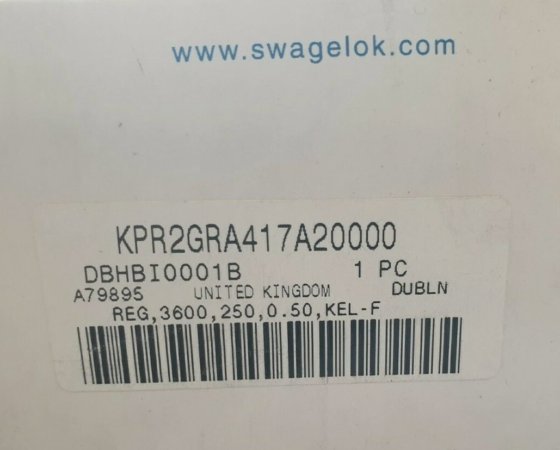 www.swagelok.com
KPR2GRA417A20000
DBHBI0001B 1 PC
A79895 UNITED KINGDOM DUBLN
REG,3600,250,0.50,KEL-F